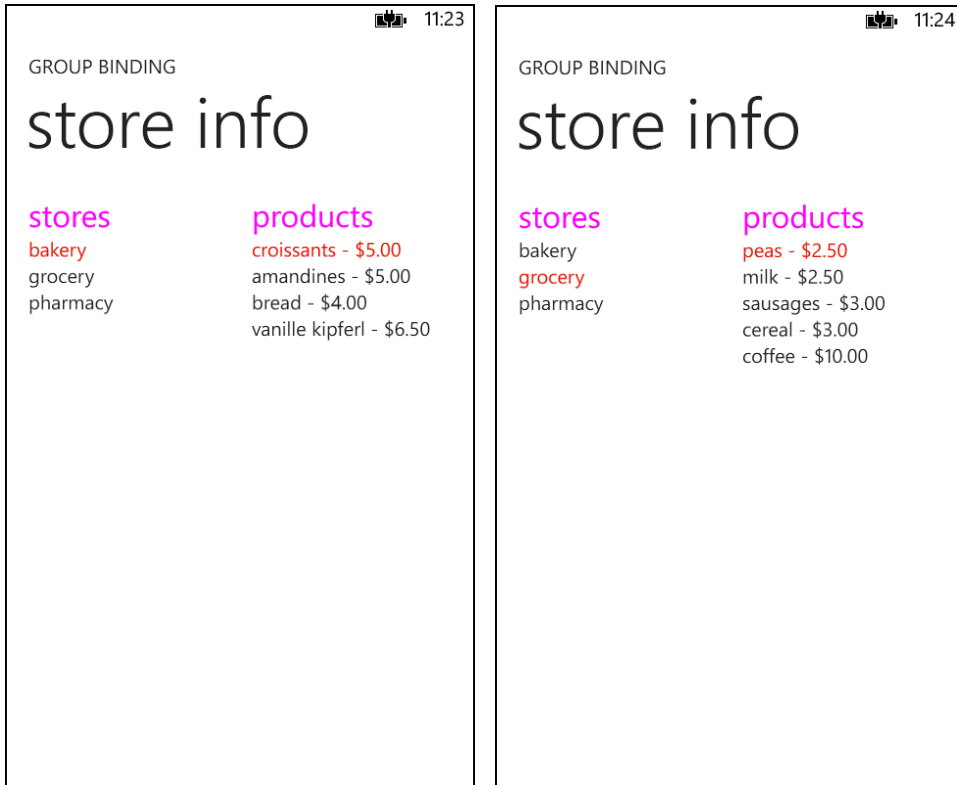 11:23
GROUP BINDING
store info
stores
bakery
grocery
pharmacy
products
croissants - $5.00
amandines - $5.00
bread - $4.00
vanille kipferl - $6.50
11:24
GROUP BINDING
store info
stores
bakery
grocery
pharmacy
products
peas - $2.50
milk - $2.50
sausages - $3.00
cereal - $3.00
coffee - $10.00